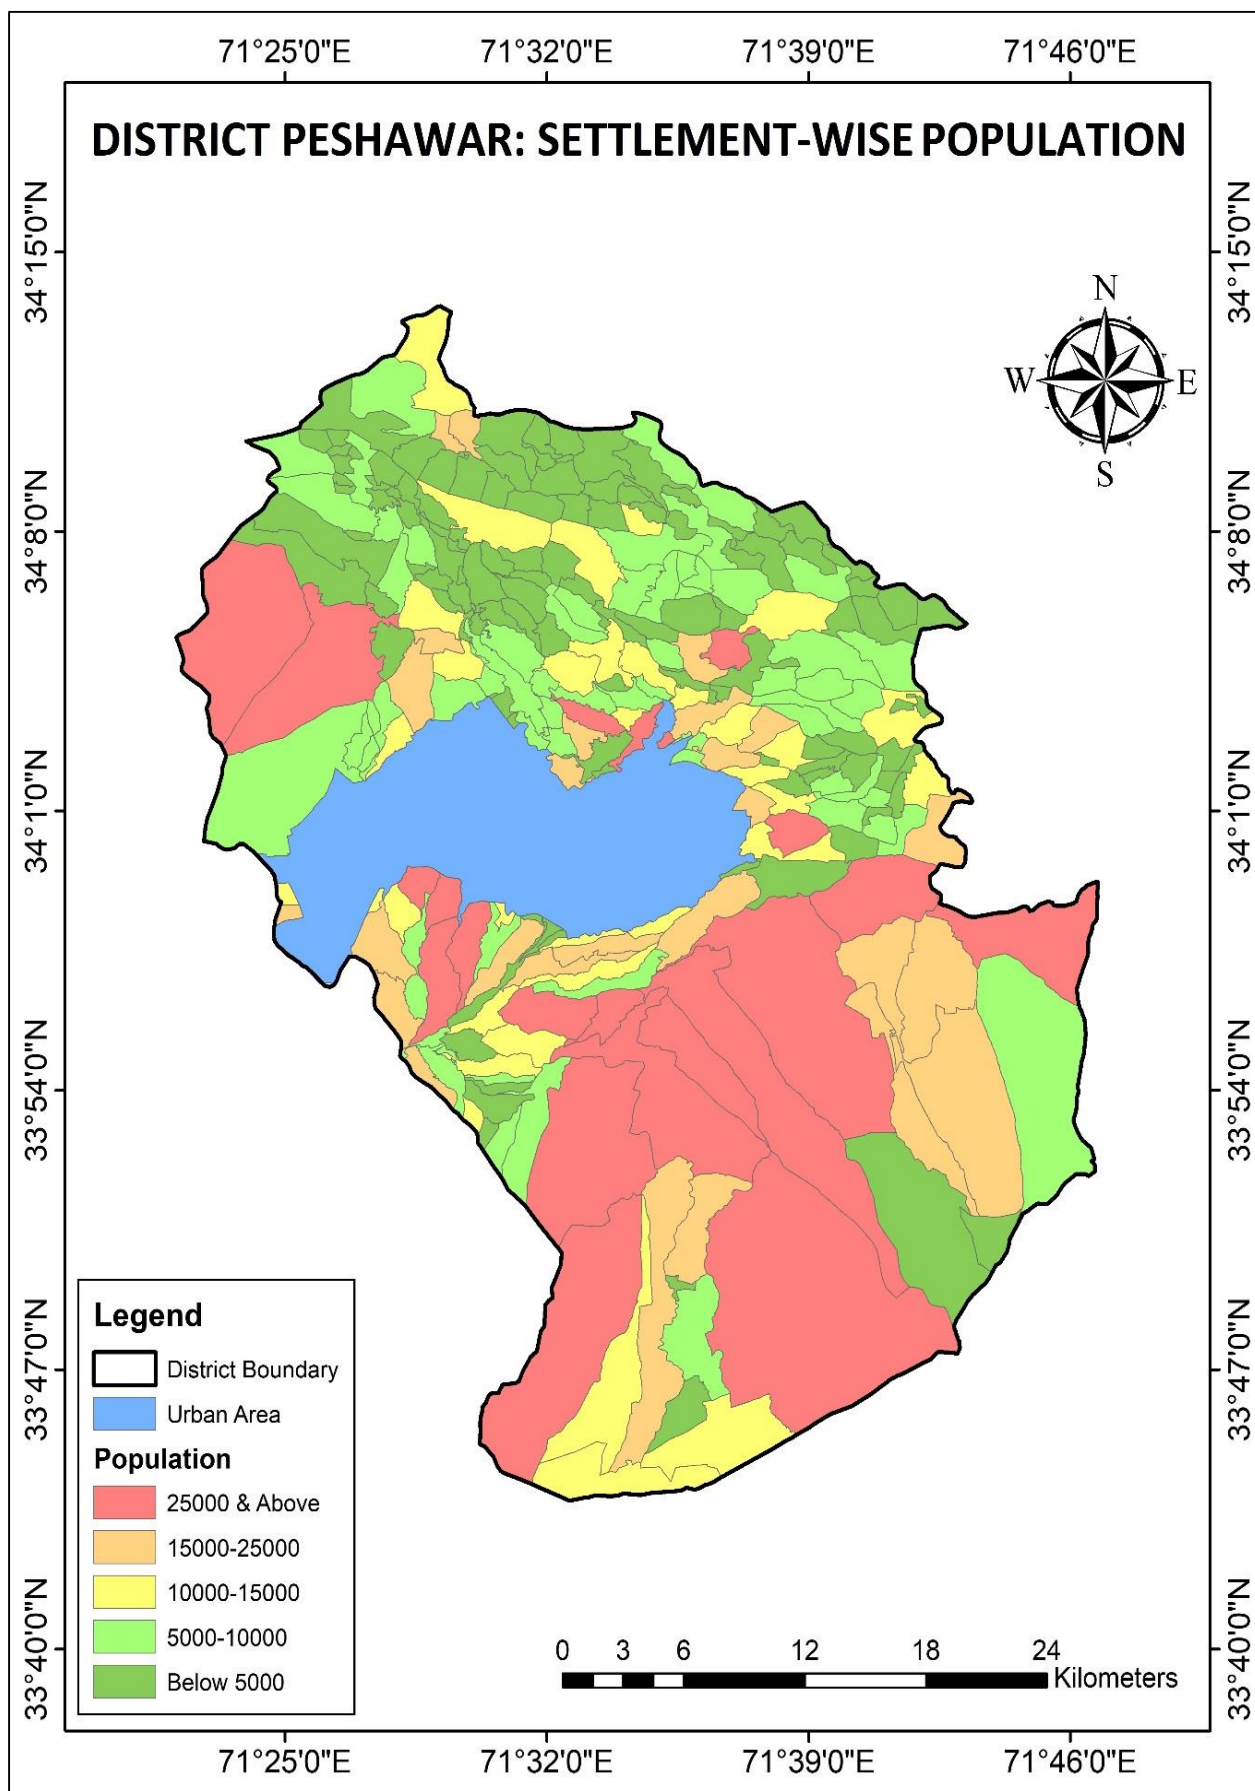 71°25'0"E 71°32'0"E 71°39'0"E 71°46'0"E
DISTRICT PESHAWAR: SETTLEMENT-WISE POPULATION
34°15'0"N 34°15'0"N
N
W E
S
34°8'0"N 34°8'0"N
34°1'0"N 34°1'0"N
33°54'0"N 33°54'0"N
33°47'0"N 33°47'0"N
Legend
District Boundary
Urban Area
Population
25000 & Above
15000-25000
10000-15000
5000-10000
Below 5000
0 3 6 12 18 24
Kilometers
33°40'0"N 33°40'0"N
71°25'0"E 71°32'0"E 71°39'0"E 71°46'0"E